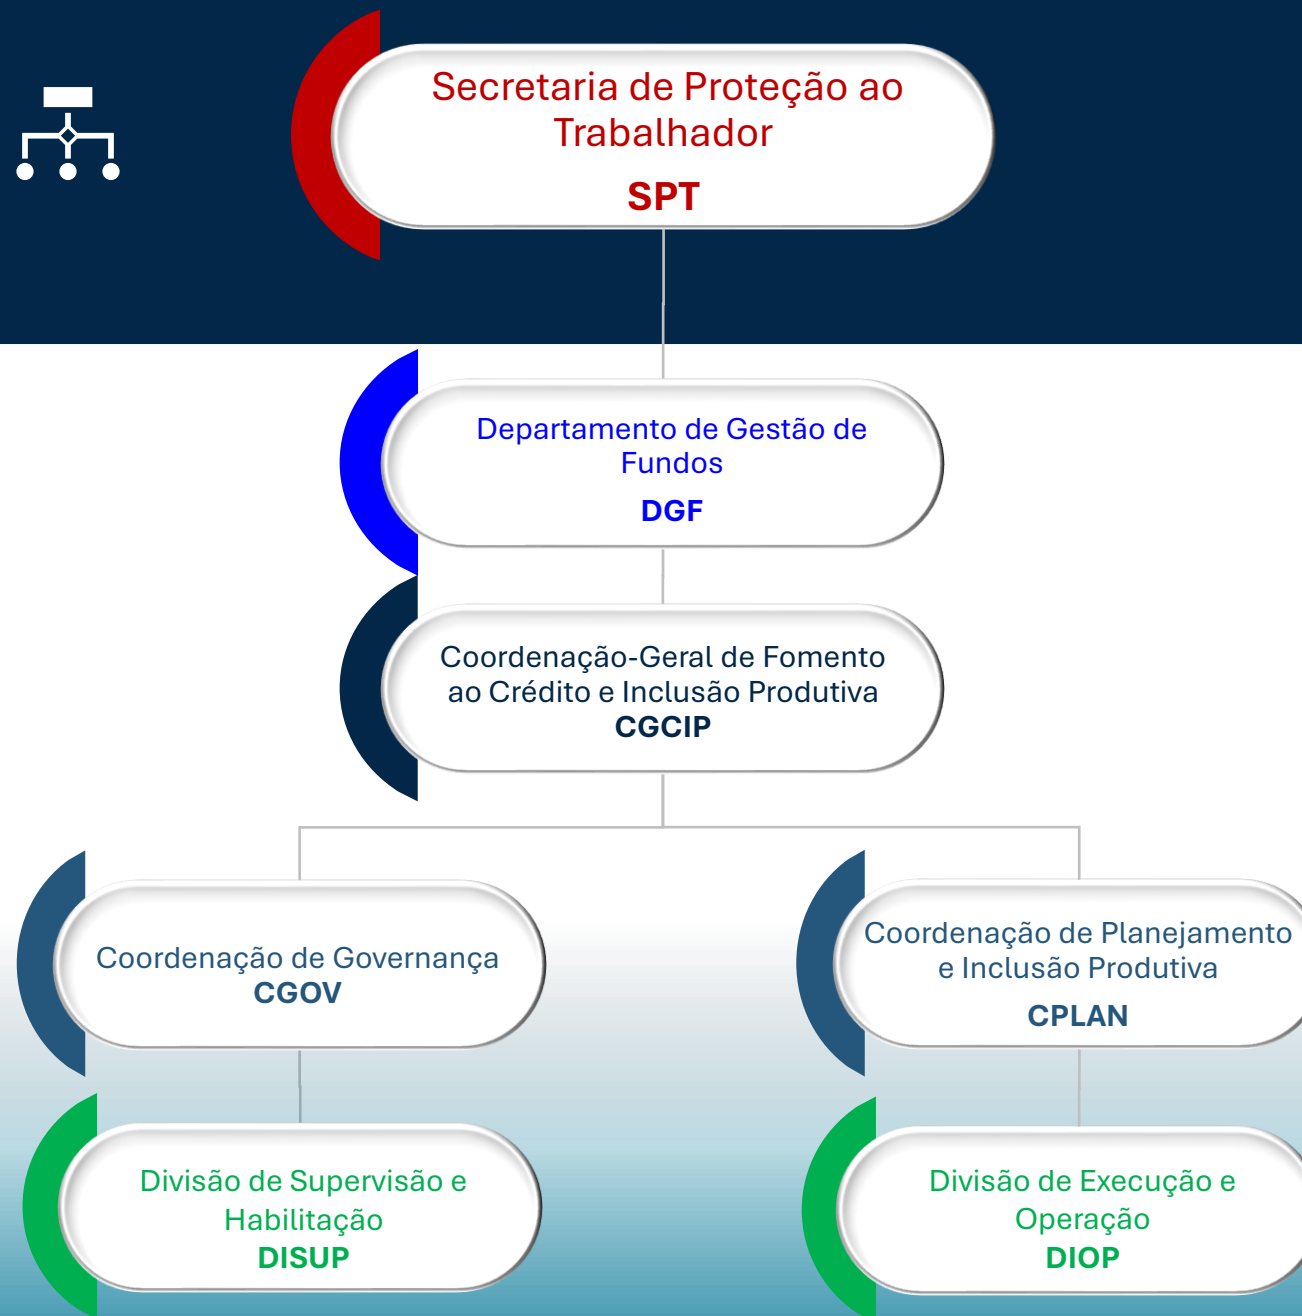 Secretaria de Proteção ao
Trabalhador
SPT
Departamento de Gestão de
Fundos
DGF
Coordenação-Geral de Fomento
ao Crédito e Inclusão Produtiva
CGCIP
Coordenação de Governança
CGOV
Coordenação de Planejamento
e Inclusão Produtiva
CPLAN
Divisão de Supervisão e
Habilitação
DISUP
Divisão de Execução e
Operação
DIOP